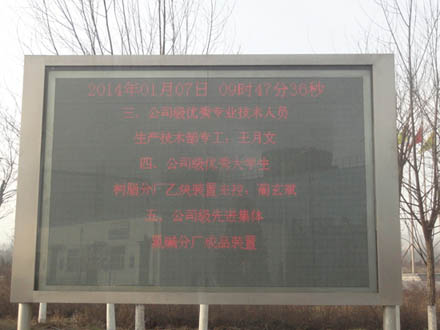 2014年01月07日 09时47分36秒
三、公司级优秀专业技术人员
生产技术部专工：王月文
四、公司级优秀大学生
树脂分厂乙炔装置主控：蔺玄斌
五、公司级先进集体
氯碱分厂成品装置